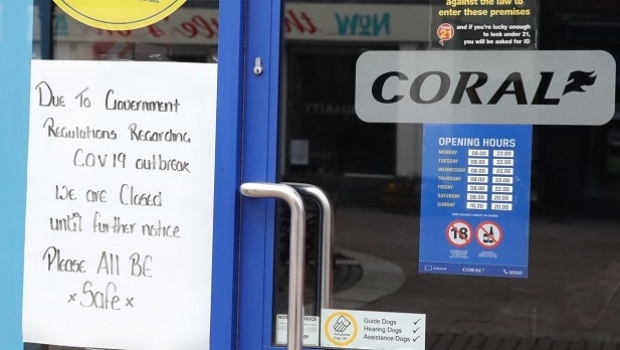 Due To Government
Regulations Regarding
COV19 outbreak
We are Closed
until further notice
Please All BE
x Safe x
NOW
against the law to
enter these premises
21
and if you're lucky enough
to look under 21,
you will be asked for ID
CORAL
OPENING HOURS
MONDAY 08.00 22.00
TUESDAY 08.00 22.00
WEDNESDAY 08.00 22.00
THURSDAY 08.00 22.00
FRIDAY 08.00 22.00
SATURDAY 08.00 20.00
SUNDAY 10.30 20.00
18
CORAL
Guide Dogs ✓
Hearing Dogs ✓
Assistance Dogs ✓